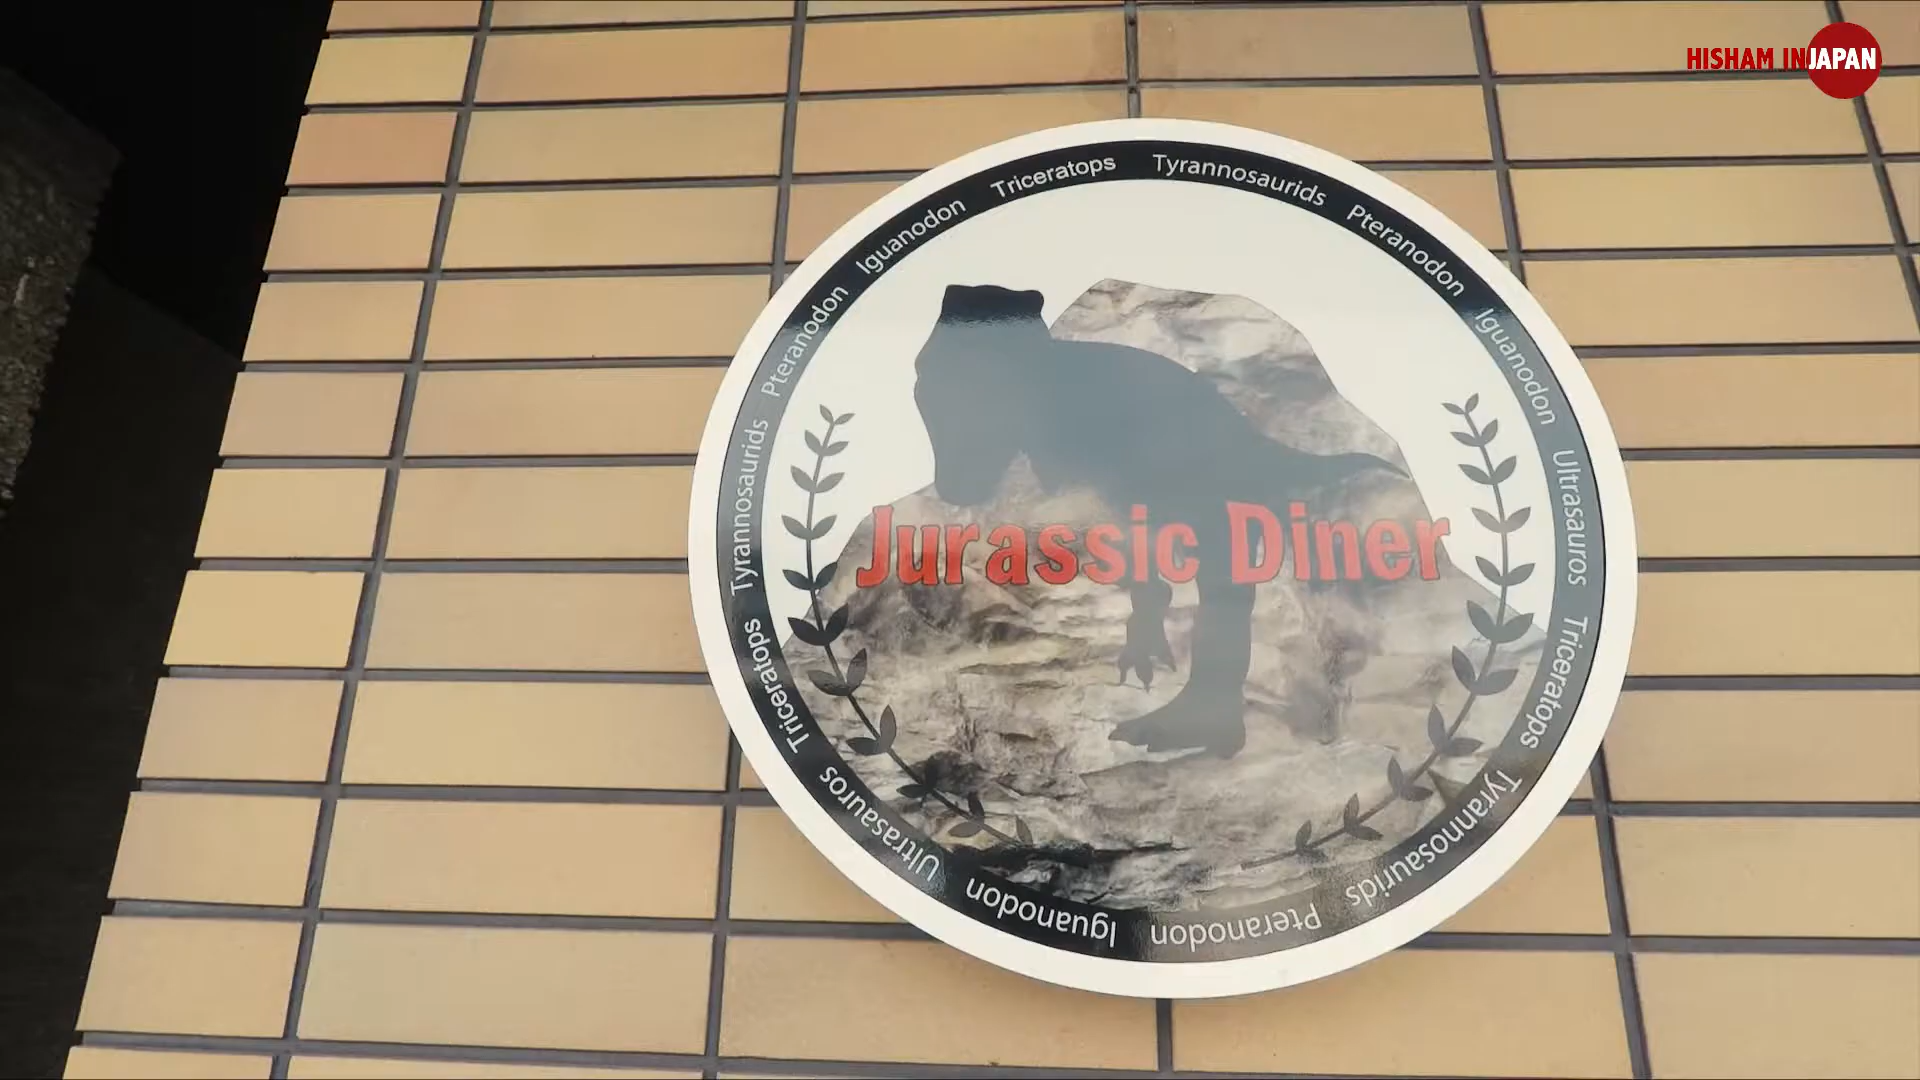 HISHAM IN JAPAN
Triceratops Tyrannosaurids Pteranodon Iguanodon Ultrasauros Triceratops Tyrannosaurids Pteranodon Iguanodon Ultrasauros Triceratops Tyrannosaurids Pteranodon Iguanodon
Jurassic Diner